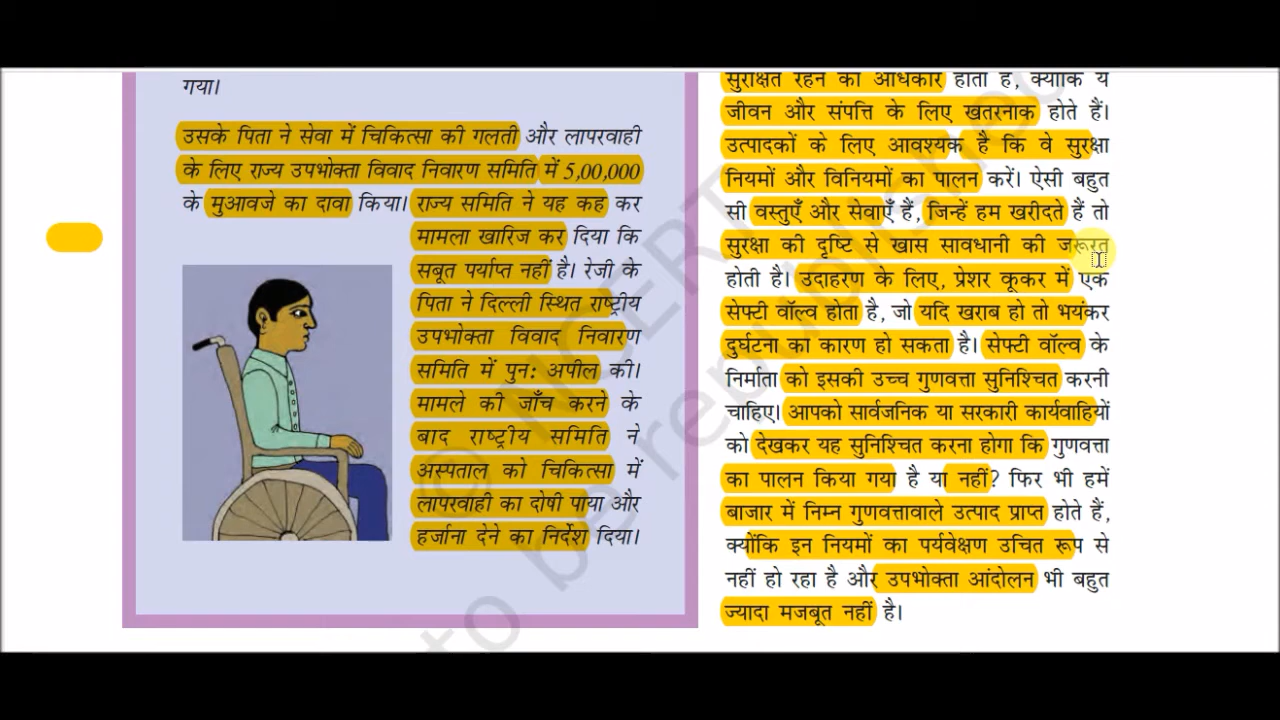 गया।
उसके पिता ने सेवा में चिकित्सा की गलती और लापरवाही
के लिए राज्य उपभोक्ता विवाद निवारण समिति में 5,00,000
के मुआवजे का दावा किया। राज्य समिति ने यह कह कर
मामला खारिज कर दिया कि
सबूत पर्याप्त नहीं है। रेजी के
पिता ने दिल्ली स्थित राष्ट्रीय
उपभोक्ता विवाद निवारण
समिति में पुन: अपील की।
मामले की जाँच करने के
बाद राष्ट्रीय समिति ने
अस्पताल को चिकित्सा में
लापरवाही का दोषी पाया और
हर्जाना देने का निर्देश दिया।
सुरक्षित रहने का अधिकार होता है, क्योंकि ये
जीवन और संपत्ति के लिए खतरनाक होते हैं।
उत्पादकों के लिए आवश्यक है कि वे सुरक्षा
नियमों और विनियमों का पालन करें। ऐसी बहुत
सी वस्तुएँ और सेवाएँ हैं, जिन्हें हम खरीदते हैं तो
सुरक्षा की दृष्टि से खास सावधानी की जरूरत
होती है। उदाहरण के लिए, प्रेशर कूकर में एक
सेफ्टी वॉल्व होता है, जो यदि खराब हो तो भयंकर
दुर्घटना का कारण हो सकता है। सेफ्टी वॉल्व के
निर्माता को इसकी उच्च गुणवत्ता सुनिश्चित करनी
चाहिए। आपको सार्वजनिक या सरकारी कार्यवाहियों
को देखकर यह सुनिश्चित करना होगा कि गुणवत्ता
का पालन किया गया है या नहीं? फिर भी हमें
बाजार में निम्न गुणवत्तावाले उत्पाद प्राप्त होते हैं,
क्योंकि इन नियमों का पर्यवेक्षण उचित रूप से
नहीं हो रहा है और उपभोक्ता आंदोलन भी बहुत
ज्यादा मजबूत नहीं है।
© NCERT
to be republished